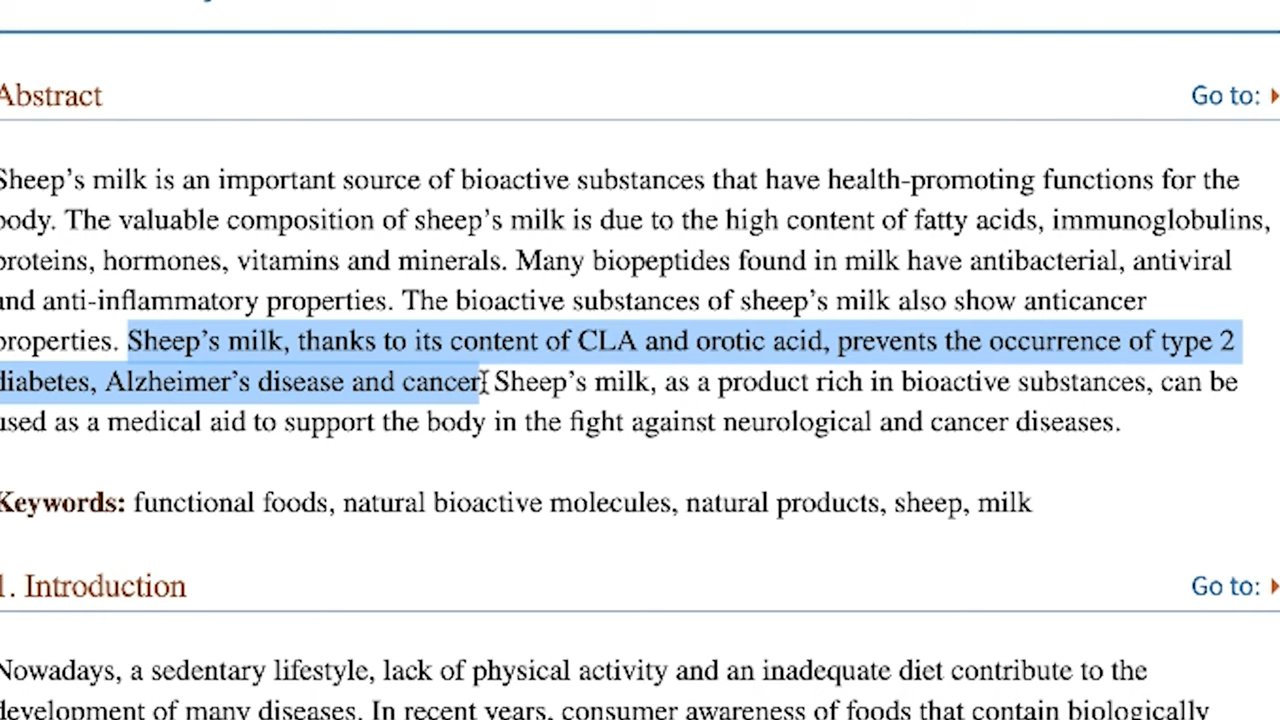 Abstract
Go to:
Sheep's milk is an important source of bioactive substances that have health-promoting functions for the
body. The valuable composition of sheep's milk is due to the high content of fatty acids, immunoglobulins,
proteins, hormones, vitamins and minerals. Many biopeptides found in milk have antibacterial, antiviral
and anti-inflammatory properties. The bioactive substances of sheep's milk also show anticancer
properties. Sheep's milk, thanks to its content of CLA and orotic acid, prevents the occurrence of type 2
diabetes, Alzheimer's disease and cancer. Sheep's milk, as a product rich in bioactive substances, can be
used as a medical aid to support the body in the fight against neurological and cancer diseases.
Keywords: functional foods, natural bioactive molecules, natural products, sheep, milk
1. Introduction
Go to:
Nowadays, a sedentary lifestyle, lack of physical activity and an inadequate diet contribute to the
development of many diseases. In recent years, consumer awareness of foods that contain biologically